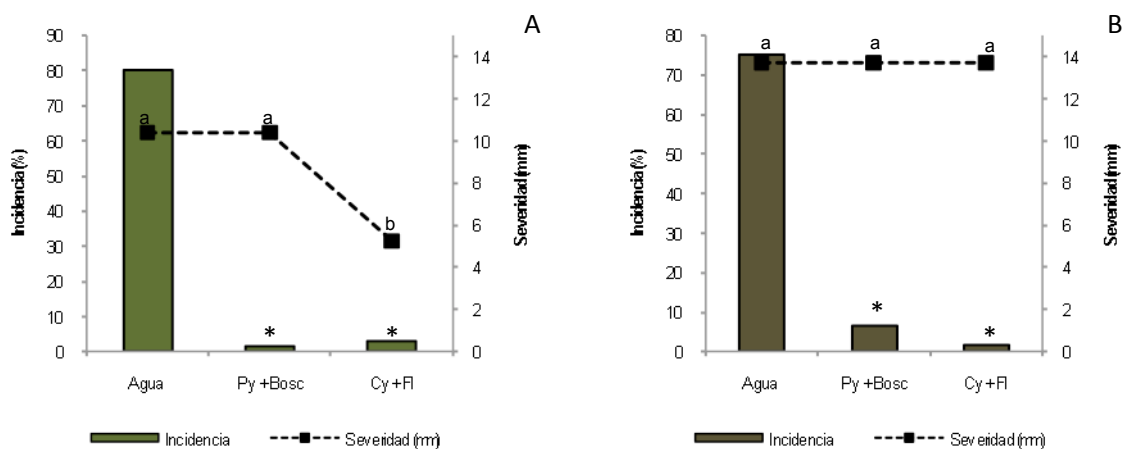 A
90
80
70
60
50
40
30
20
10
0
Incidencia (%)
14
12
10
8
6
4
2
0
Severidad (mm)
a
a
b
*
*
Agua
Py +Bosc
Cy +Fl
Incidencia
Severidad (mm)
B
80
70
60
50
40
30
20
10
0
Incidencia (%)
14
12
10
8
6
4
2
0
Severidad (mm)
a
a
a
*
*
Agua
Py +Bosc
Cy +Fl
Incidencia
Severidad (mm)